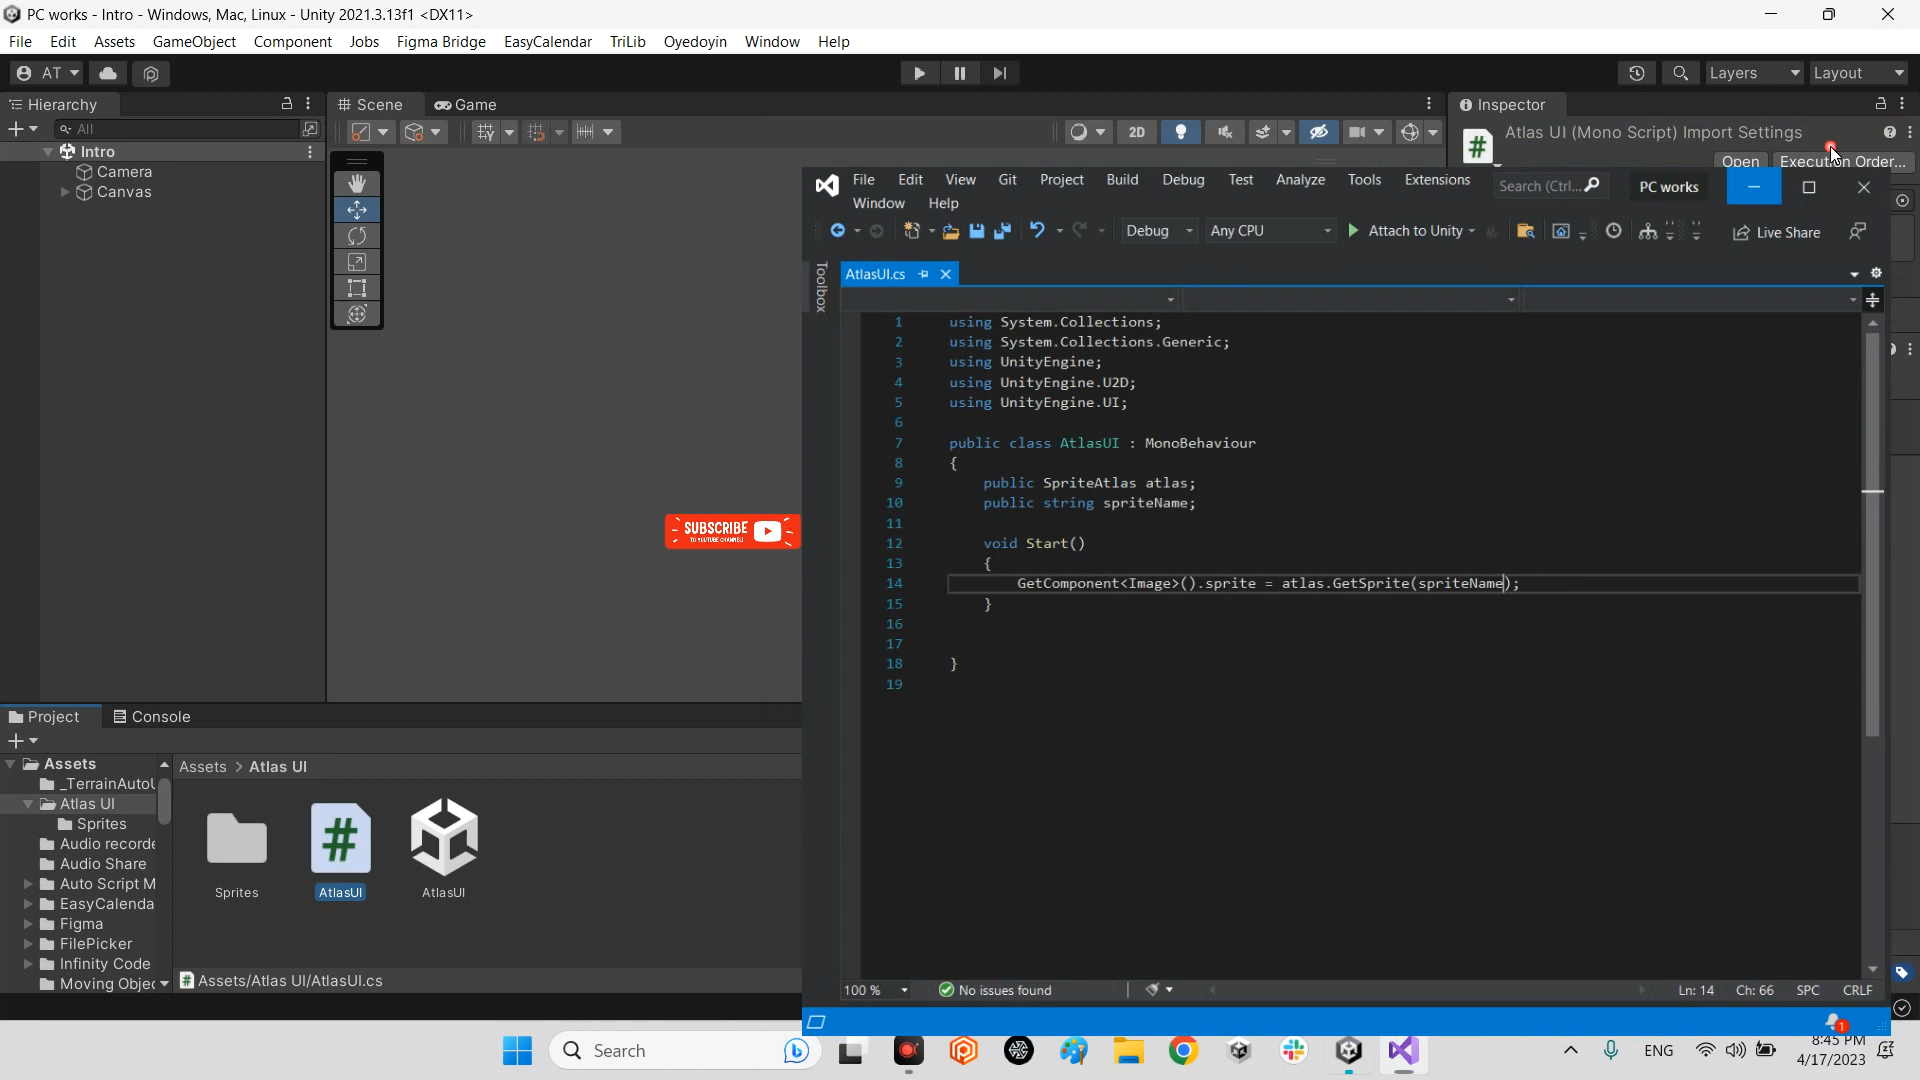 PC works - Intro - Windows, Mac, Linux - Unity 2021.3.13f1 <DX11>
File Edit Assets GameObject Component Jobs Figma Bridge EasyCalendar TriLib Oyedoyin Window Help
AT
Layers Layout
Hierarchy
Scene
Game
Inspector
All
2D
Atlas UI (Mono Script) Import Settings
Open
Execution Order...
Intro
Camera
Canvas
File Edit View Git Project Build Debug Test Analyze Tools Extensions
Window Help
Search (Ctrl...
PC works
Debug
Any CPU
Attach to Unity
Live Share
Toolbox
AtlasUI.cs
1 using System.Collections;
2 using System.Collections.Generic;
3 using UnityEngine;
4 using UnityEngine.U2D;
5 using UnityEngine.UI;
6
7 public class AtlasUI : MonoBehaviour
8 {
9 public SpriteAtlas atlas;
10 public string spriteName;
11
12 void Start()
13 {
14 GetComponent<Image>().sprite = atlas.GetSprite(spriteName);
15 }
16
17
18 }
19
SUBSCRIBE
TO YOUTUBE CHANNEL
100 %
No issues found
Ln: 14 Ch: 66 SPC CRLF
1
Project
Console
Assets
_TerrainAutoU
Atlas UI
Sprites
Audio recorde
Audio Share
Auto Script M
EasyCalenda
Figma
FilePicker
Infinity Code
Moving Objec
Assets > Atlas UI
Sprites
AtlasUI
AtlasUI
Assets/Atlas UI/AtlasUI.cs
Search
ENG
8:45 PM
4/17/2023